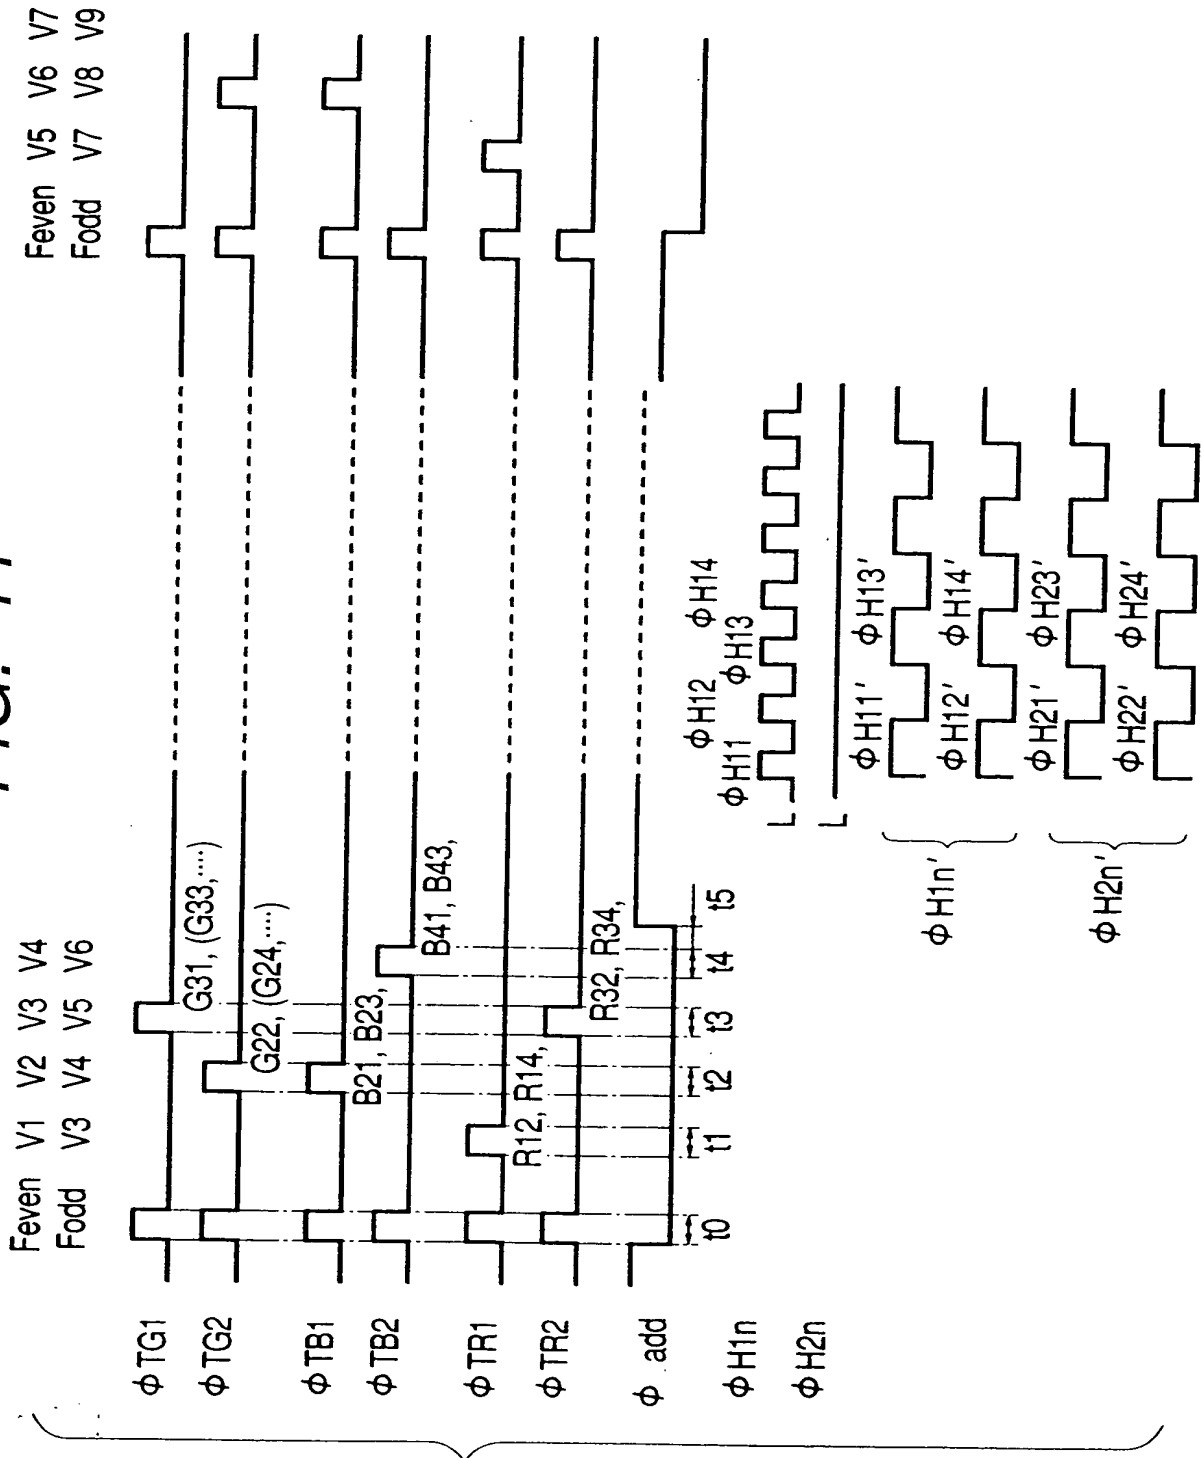 FIG. 11
Feven V1 V2 V3 V4
Fodd V3 V4 V5 V6
Feven V5 V6 V7
Fodd V7 V8 V9
φTG1
G31, (G33,....)
φTG2
G22, (G24,....)
φTB1
B21, B23,
φTB2
B41, B43,
φTR1
R12, R14,
φTR2
R32, R34,
φ add
t0 t1 t2 t3 t4 t5
φH1n
L
φH11 φH12 φH13 φH14
φH2n
L
φH1n'
φH11' φH13'
φH12' φH14'
φH2n'
φH21' φH23'
φH22' φH24'